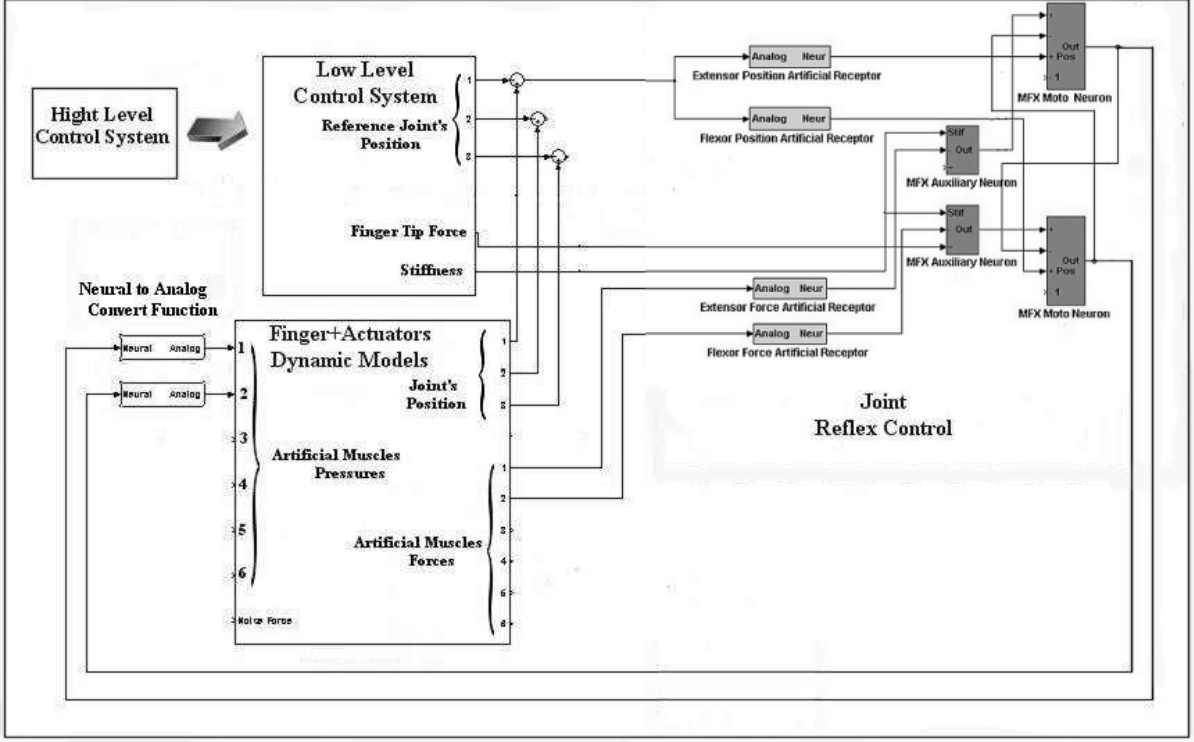 Hight Level
Control System
Low Level
Control System
Reference Joint's
Position
1
2
3
Finger Tip Force
Stiffness
Analog Neur
Extensor Position Artificial Receptor
Analog Neur
Flexor Position Artificial Receptor
+
-
Out
+ Pos
- 1
MFX Moto Neuron
Stif
- Out
-
MFX Auxiliary Neuron
Stif
Out
-
MFX Auxiliary Neuron
+
-
Out
+ Pos
1
MFX Moto Neuron
Analog Neur
Extensor Force Artificial Receptor
Analog Neur
Flexor Force Artificial Receptor
Joint
Reflex Control
Neural to Analog
Convert Function
Neural Analog
Neural Analog
Finger+Actuators
Dynamic Models
1
2
3
4
5
6
Artificial Muscles
Pressures
Joint's
Position
1
2
3
Artificial Muscles
Forces
1
2
3
4
5
6
Noice Force